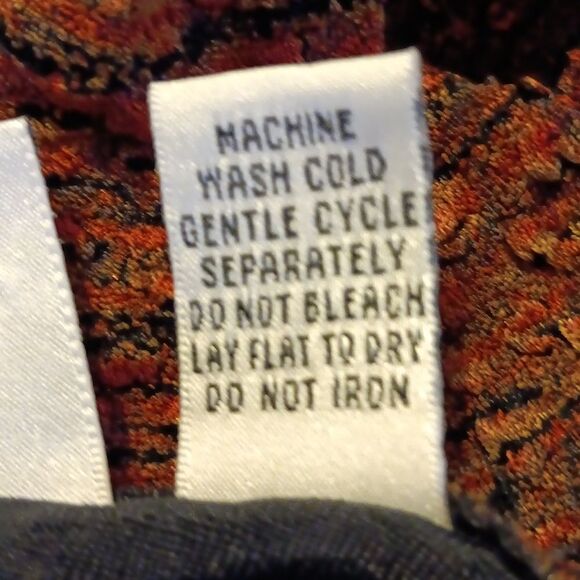 MACHINE
WASH COLD
GENTLE CYCLE
SEPARATELY
DO NOT BLEACH
LAY FLAT TO DRY
DO NOT IRON